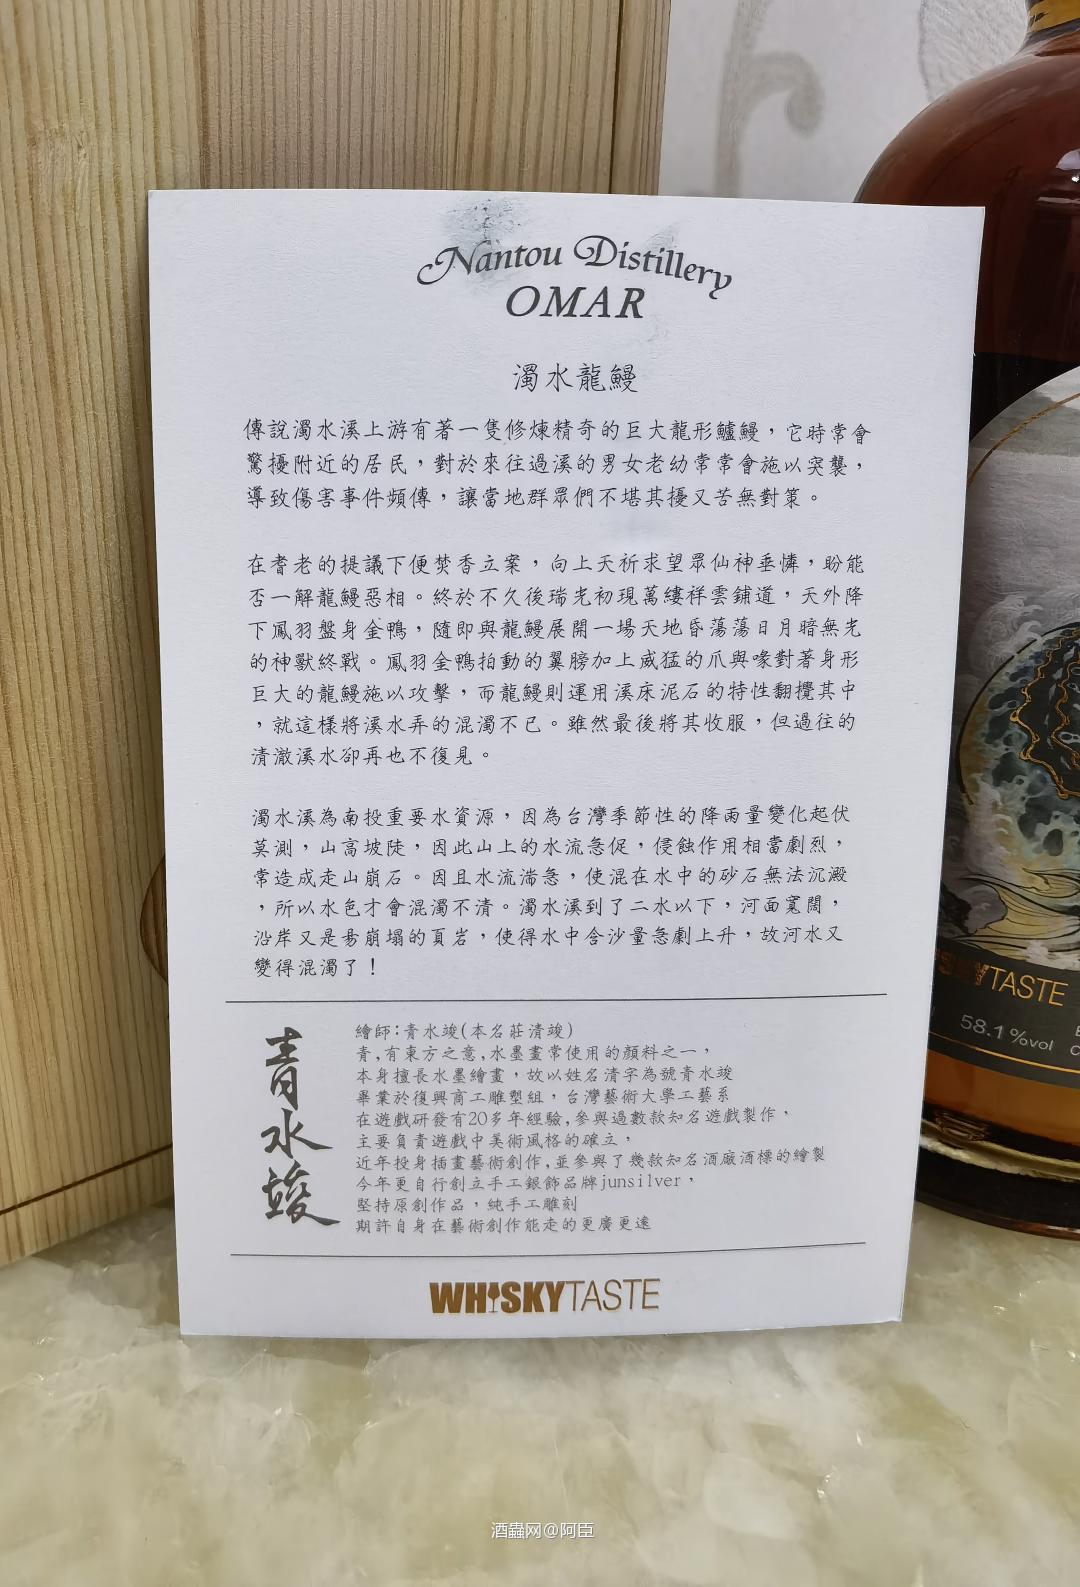 Nantou Distillery
OMAR
濁水龍鰻
傳說濁水溪上游有著一隻修煉精奇的巨大龍形鱸鰻，它時常會
驚擾附近的居民，對於來往過溪的男女老幼常常會施以突襲，
導致傷害事件頻傳，讓當地群眾們不堪其擾又苦無對策。
在耆老的提議下便焚香立案，向上天祈求望眾仙神垂憐，盼能
否一解龍鰻惡相。終於不久後瑞光初現萬縷祥雲鋪道，天外降
下鳳羽盤身金鴨，隨即與龍鰻展開一場天地昏蕩蕩日月暗無光
的神獸終戰。鳳羽金鴨拍動的翼膀加上威猛的爪與喙對著身形
巨大的龍鰻施以攻擊，而龍鰻則運用溪床泥石的特性翻攪其中
，就這樣將溪水弄的混濁不已。雖然最後將其收服，但過往的
清澈溪水卻再也不復見。
濁水溪為南投重要水資源，因為台灣季節性的降雨量變化起伏
莫測，山高坡陡，因此山上的水流急促，侵蝕作用相當劇烈，
常造成走山崩石。因且水流湍急，使混在水中的砂石無法沉澱
，所以水色才會混濁不清。濁水溪到了二水以下，河面寬闊，
沿岸又是易崩塌的頁岩，使得水中含沙量急劇上升，故河水又
變得混濁了！
青水竣
繪師：青水竣(本名莊清竣)
青,有東方之意,水墨畫常使用的顏料之一，
本身擅長水墨繪畫，故以姓名清字為號青水竣
畢業於復興商工雕塑組，台灣藝術大學工藝系
在遊戲研發有20多年經驗,參與過數款知名遊戲製作，
主要負責遊戲中美術風格的確立，
近年投身插畫藝術創作,並參與了幾款知名酒廠酒標的繪製
今年更自行創立手工銀飾品牌junsilver，
堅持原創作品，純手工雕刻
期許自身在藝術創作能走的更廣更遠
WHISKYTASTE
SKYTASTE
58.1%vol
酒蟲网@阿臣